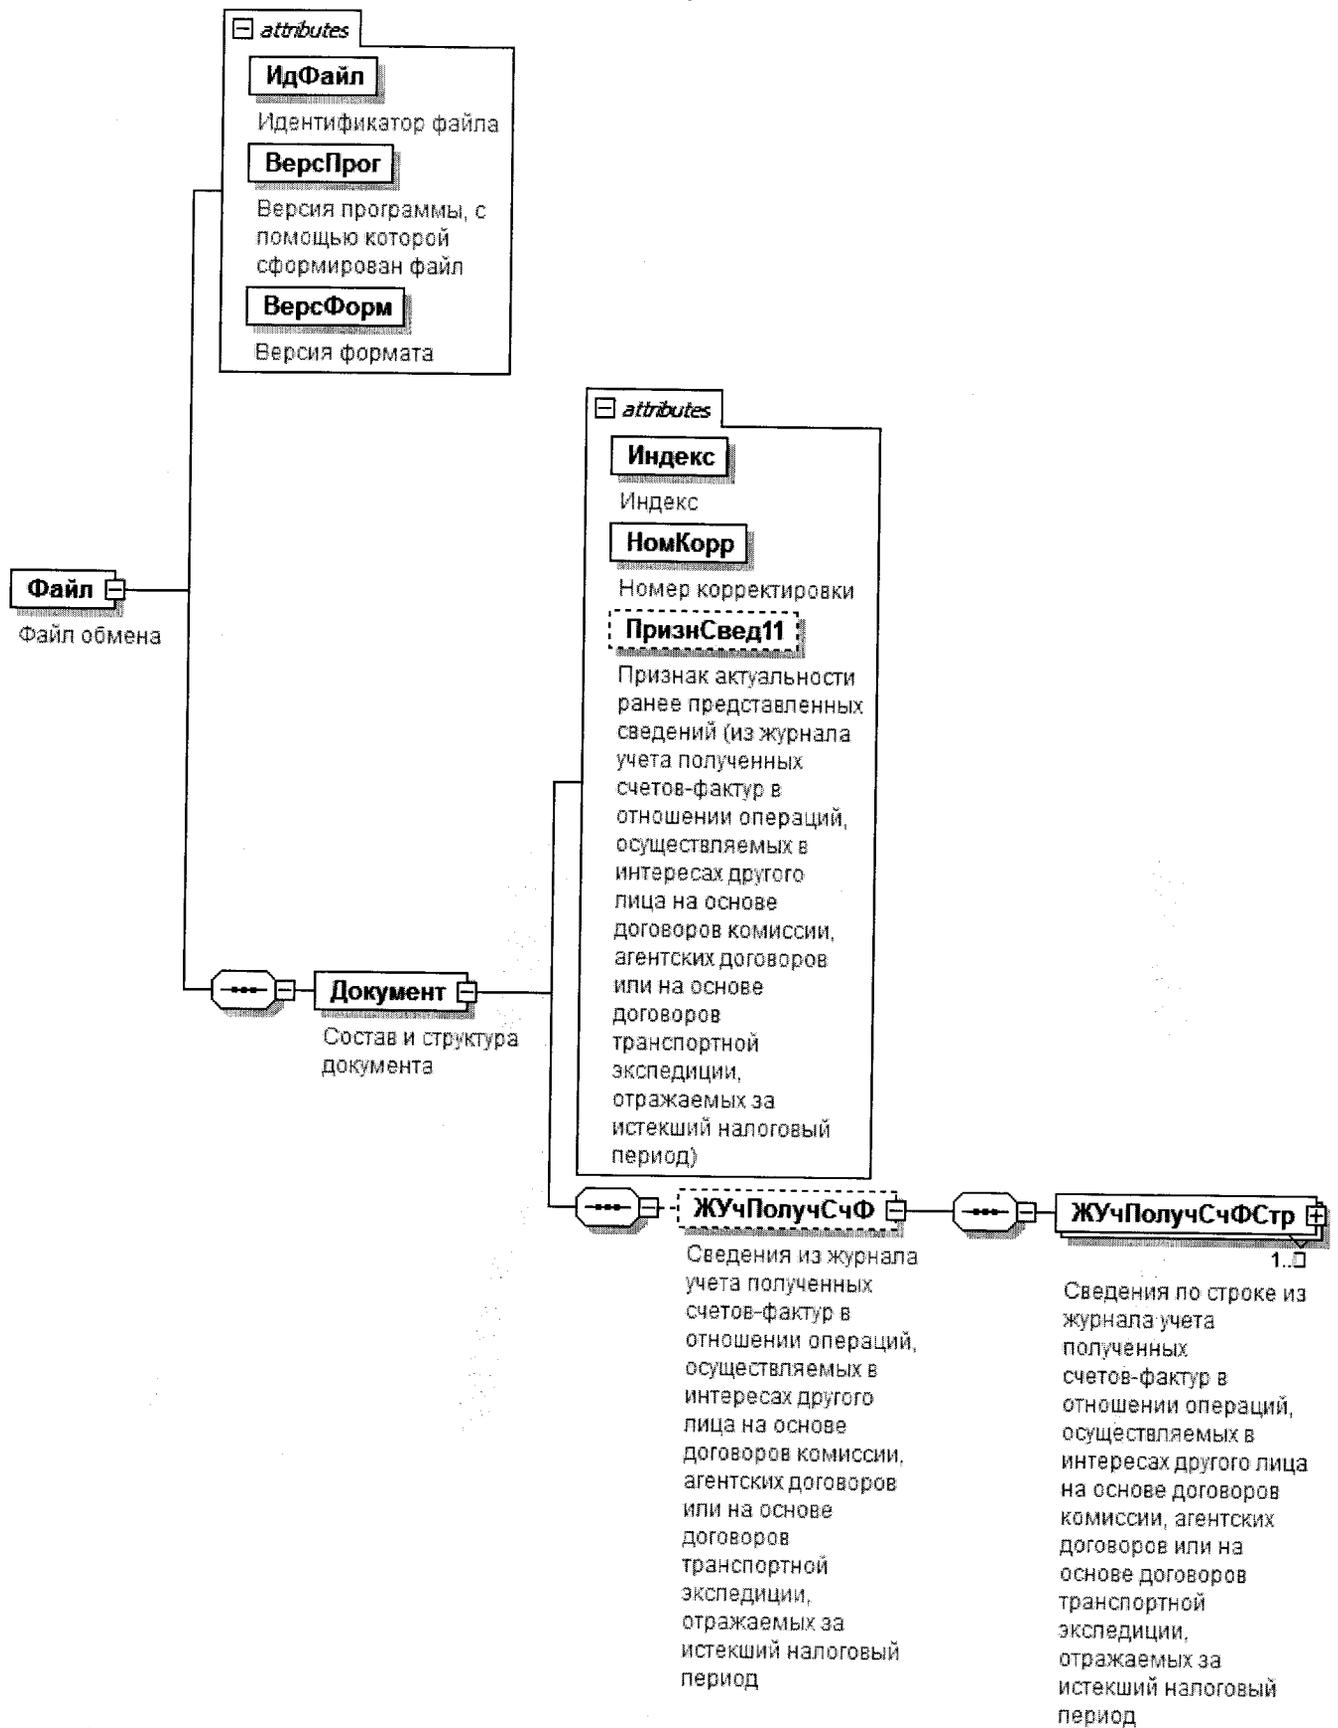 attributes
ИдФайл
Идентификатор файла
ВерсПрог
Версия программы, с
помощью которой
сформирован файл
ВерсФорм
Версия формата
Файл
Файл обмена
Документ
Состав и структура
документа
attributes
Индекс
Индекс
НомКорр
Номер корректировки
ПризнСвед11
Признак актуальности
ранее представленных
сведений (из журнала
учета полученных
счетов-фактур в
отношении операций,
осуществляемых в
интересах другого
лица на основе
договоров комиссии,
агентских договоров
или на основе
договоров
транспортной
экспедиции,
отражаемых за
истекший налоговый
период)
ЖУчПолучСчФ
Сведения из журнала
учета полученных
счетов-фактур в
отношении операций,
осуществляемых в
интересах другого
лица на основе
договоров комиссии,
агентских договоров
или на основе
договоров
транспортной
экспедиции,
отражаемых за
истекший налоговый
период
ЖУчПолучСчФСтр
1..
Сведения по строке из
журнала учета
полученных
счетов-фактур в
отношении операций,
осуществляемых в
интересах другого лица
на основе договоров
комиссии, агентских
договоров или на
основе договоров
транспортной
экспедиции,
отражаемых за
истекший налоговый
период